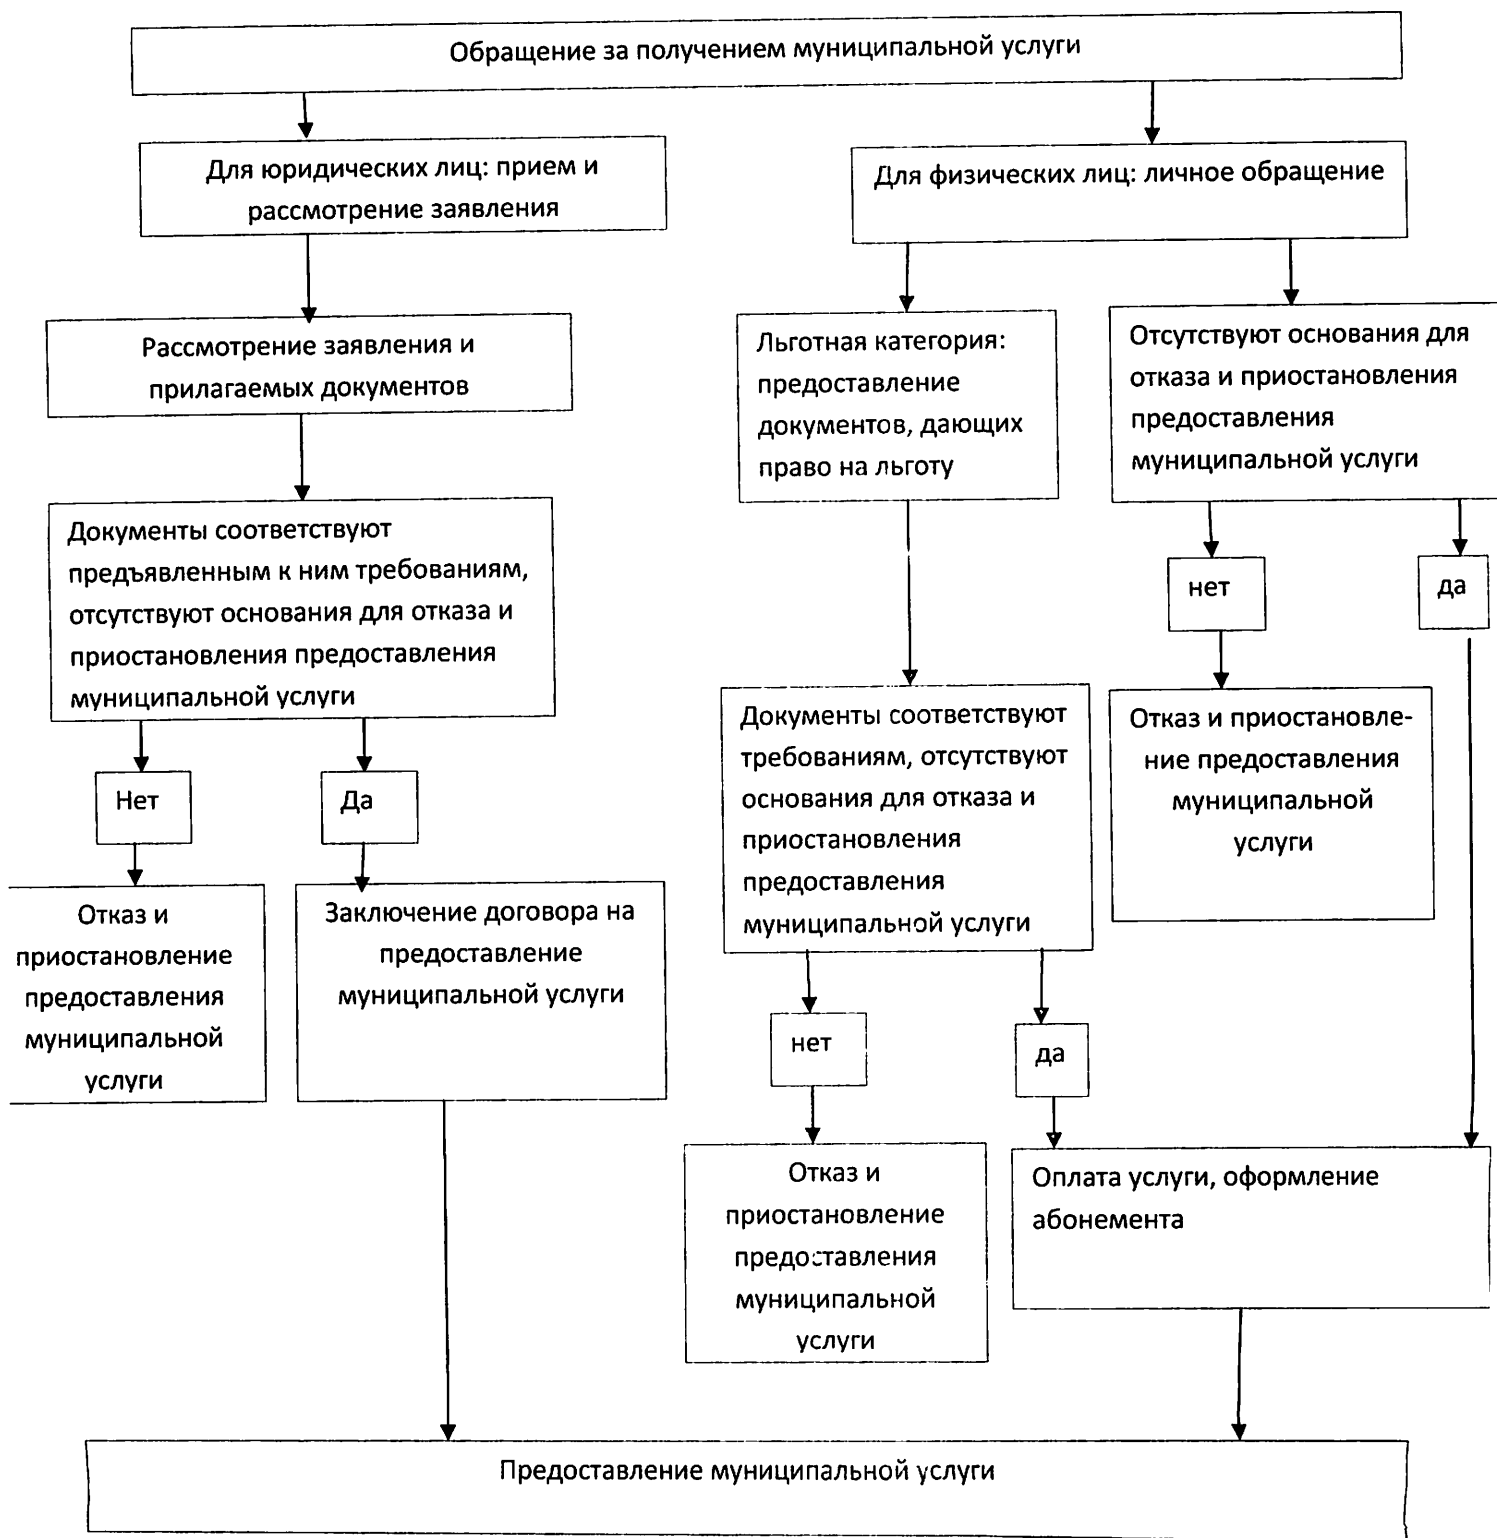 Обращение за получением муниципальной услуги
Для юридических лиц: прием и
рассмотрение заявления
Для физических лиц: личное обращение
Рассмотрение заявления и
прилагаемых документов
Льготная категория:
предоставление
документов, дающих
право на льготу
Отсутствуют основания для
отказа и приостановления
предоставления
муниципальной услуги
Документы соответствуют
предъявленным к ним требованиям,
отсутствуют основания для отказа и
приостановления предоставления
муниципальной услуги
нет
да
Документы соответствуют
требованиям, отсутствуют
основания для отказа и
приостановления
предоставления
муниципальной услуги
Отказ и приостановле-
ние предоставления
муниципальной
услуги
Нет
Да
Отказ и
приостановление
предоставления
муниципальной
услуги
Заключение договора на
предоставление
муниципальной услуги
нет
да
Отказ и
приостановление
предоставления
муниципальной
услуги
Оплата услуги, оформление
абонемента
Предоставление муниципальной услуги